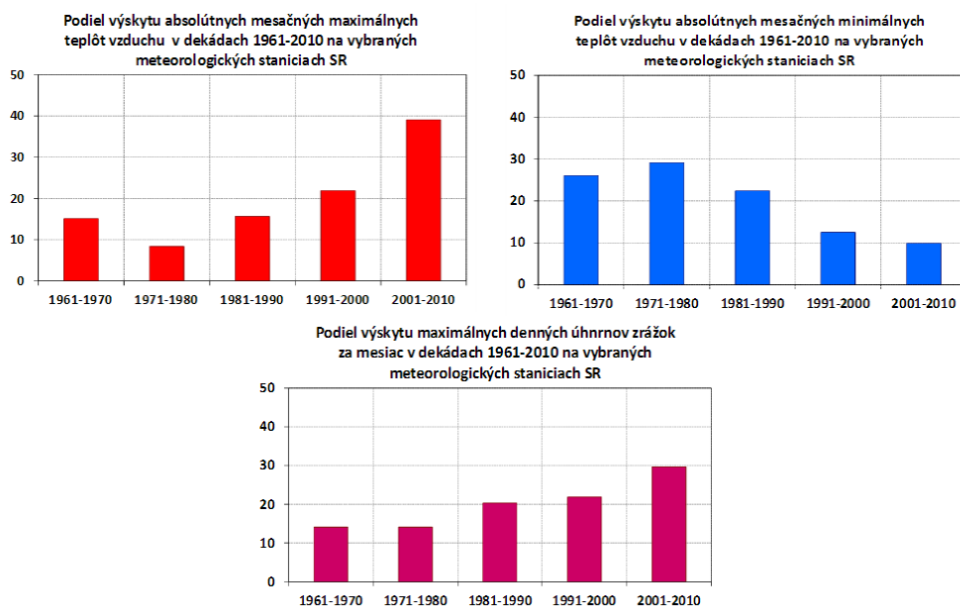 Podiel výskytu absolútnych mesačných maximálnych
teplôt vzduchu v dekádach 1961-2010 na vybraných
meteorologických staniciach SR
50
40
30
20
10
0
1961-1970 1971-1980 1981-1990 1991-2000 2001-2010
Podiel výskytu absolútnych mesačných minimálnych
teplôt vzduchu v dekádach 1961-2010 na vybraných
meteorologických staniciach SR
50
40
30
20
10
0
1961-1970 1971-1980 1981-1990 1991-2000 2001-2010
Podiel výskytu maximálnych denných úhnrnov zrážok
za mesiac v dekádach 1961-2010 na vybraných
meteorologických staniciach SR
50
40
30
20
10
0
1961-1970 1971-1980 1981-1990 1991-2000 2001-2010